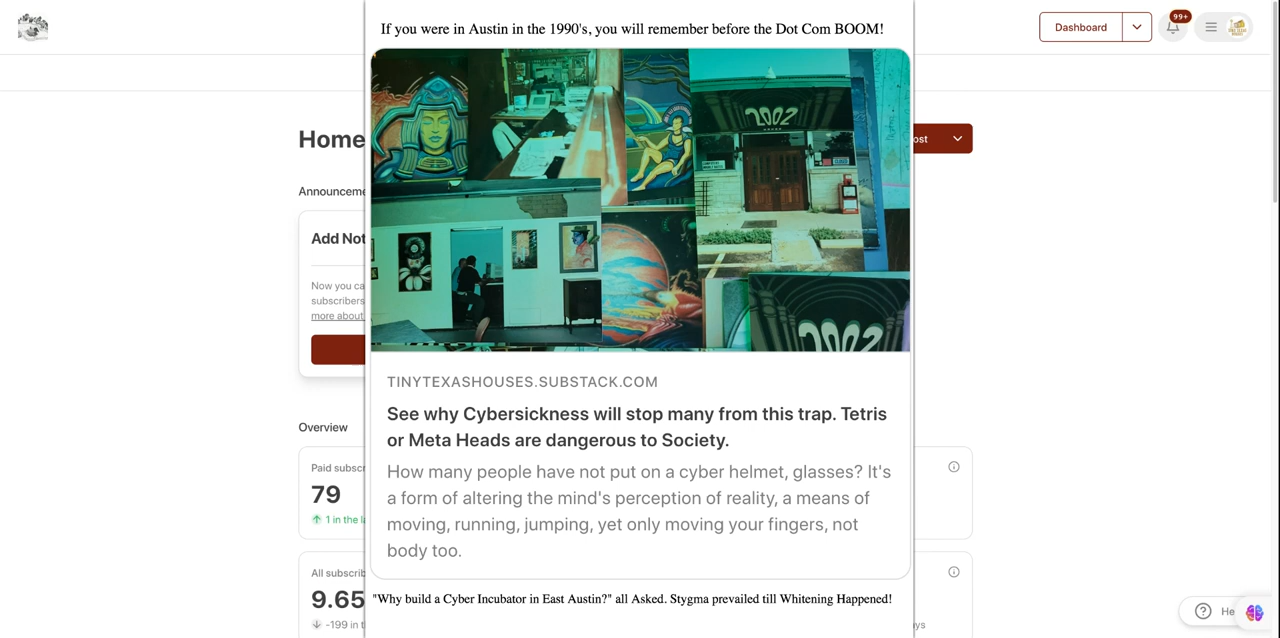 If you were in Austin in the 1990's, you will remember before the Dot Com BOOM!
Dashboard
99+
Home
ost
Announceme
Add Not
Now you ca
subscribers
more about
2002
2002
TINYTEXASHOUSES.SUBSTACK.COM
See why Cybersickness will stop many from this trap. Tetris
or Meta Heads are dangerous to Society.
How many people have not put on a cyber helmet, glasses? It's
a form of altering the mind's perception of reality, a means of
moving, running, jumping, yet only moving your fingers, not
body too.
Overview
Paid subscr
79
1 in the la
All subscrib
9.65
-199 in t
ays
"Why build a Cyber Incubator in East Austin?" all Asked. Stygma prevailed till Whitening Happened!
He